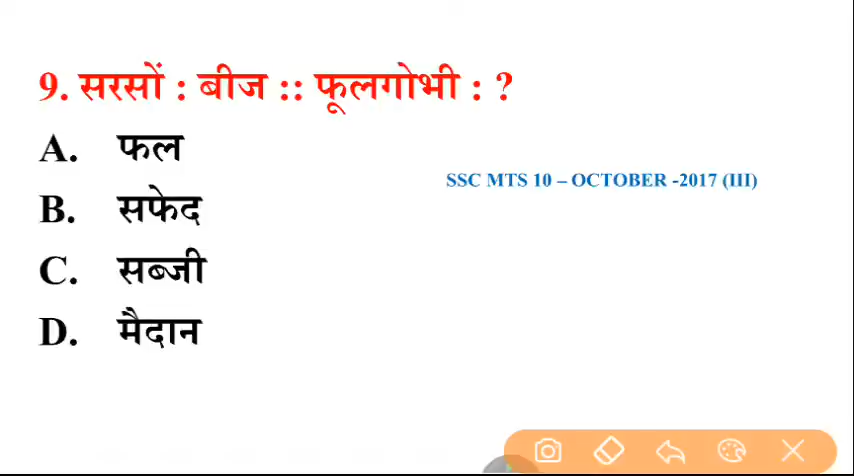 9. सरसों : बीज :: फूलगोभी : ?
A. फल
SSC MTS 10 – OCTOBER -2017 (III)
B. सफेद
C. सब्जी
D. मैदान